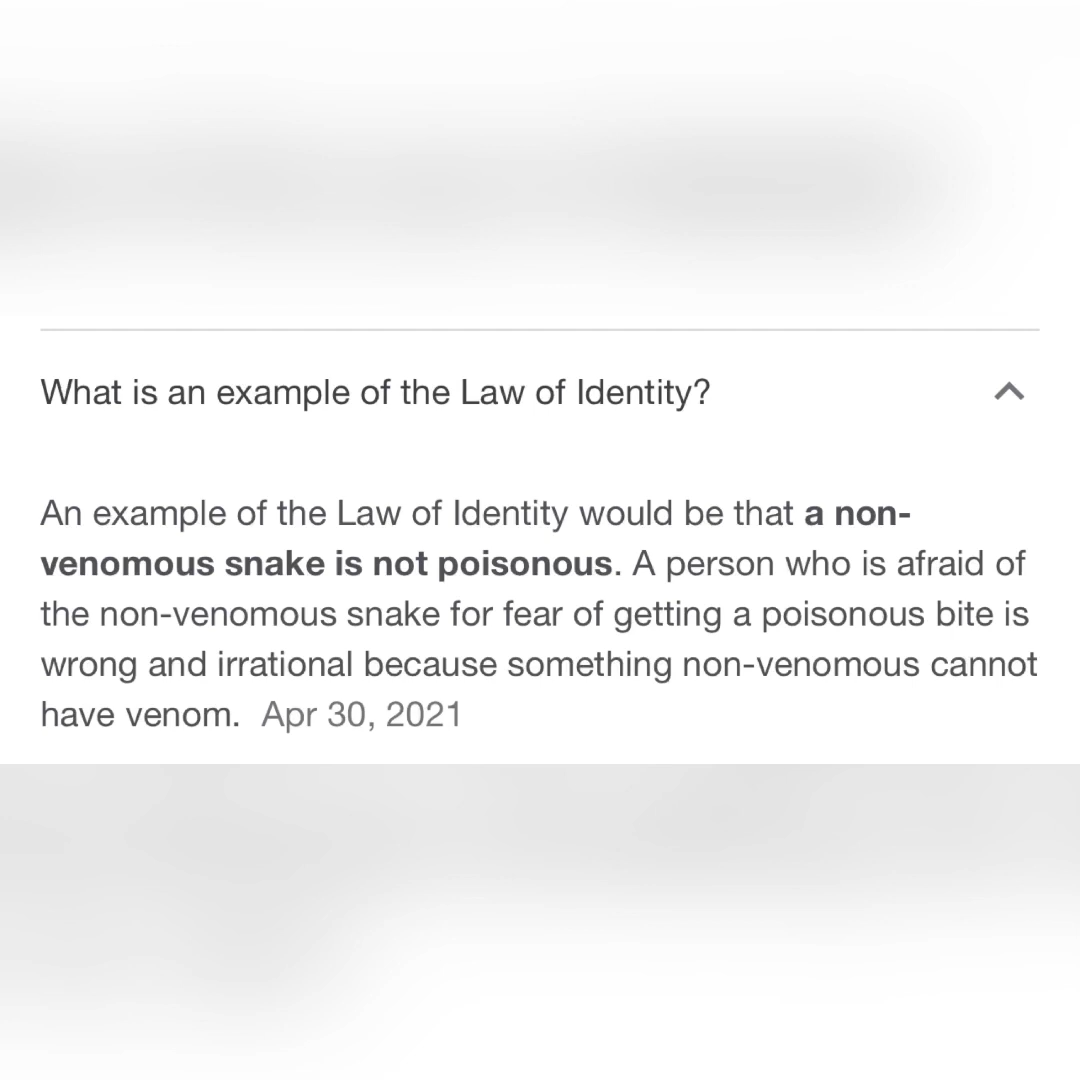 What is an example of the Law of Identity?
An example of the Law of Identity would be that a non-
venomous snake is not poisonous. A person who is afraid of
the non-venomous snake for fear of getting a poisonous bite is
wrong and irrational because something non-venomous cannot
have venom. Apr 30, 2021